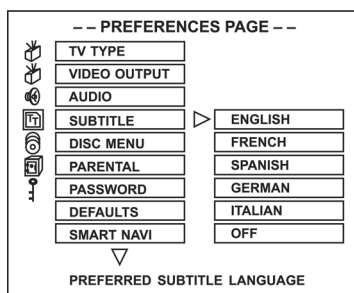 -- PREFERENCES PAGE --
TV TYPE
VIDEO OUTPUT
AUDIO
SUBTITLE
DISC MENU
PARENTAL
PASSWORD
DEFAULTS
SMART NAVI
ENGLISH
FRENCH
SPANISH
GERMAN
ITALIAN
OFF
PREFERRED SUBTITLE LANGUAGE